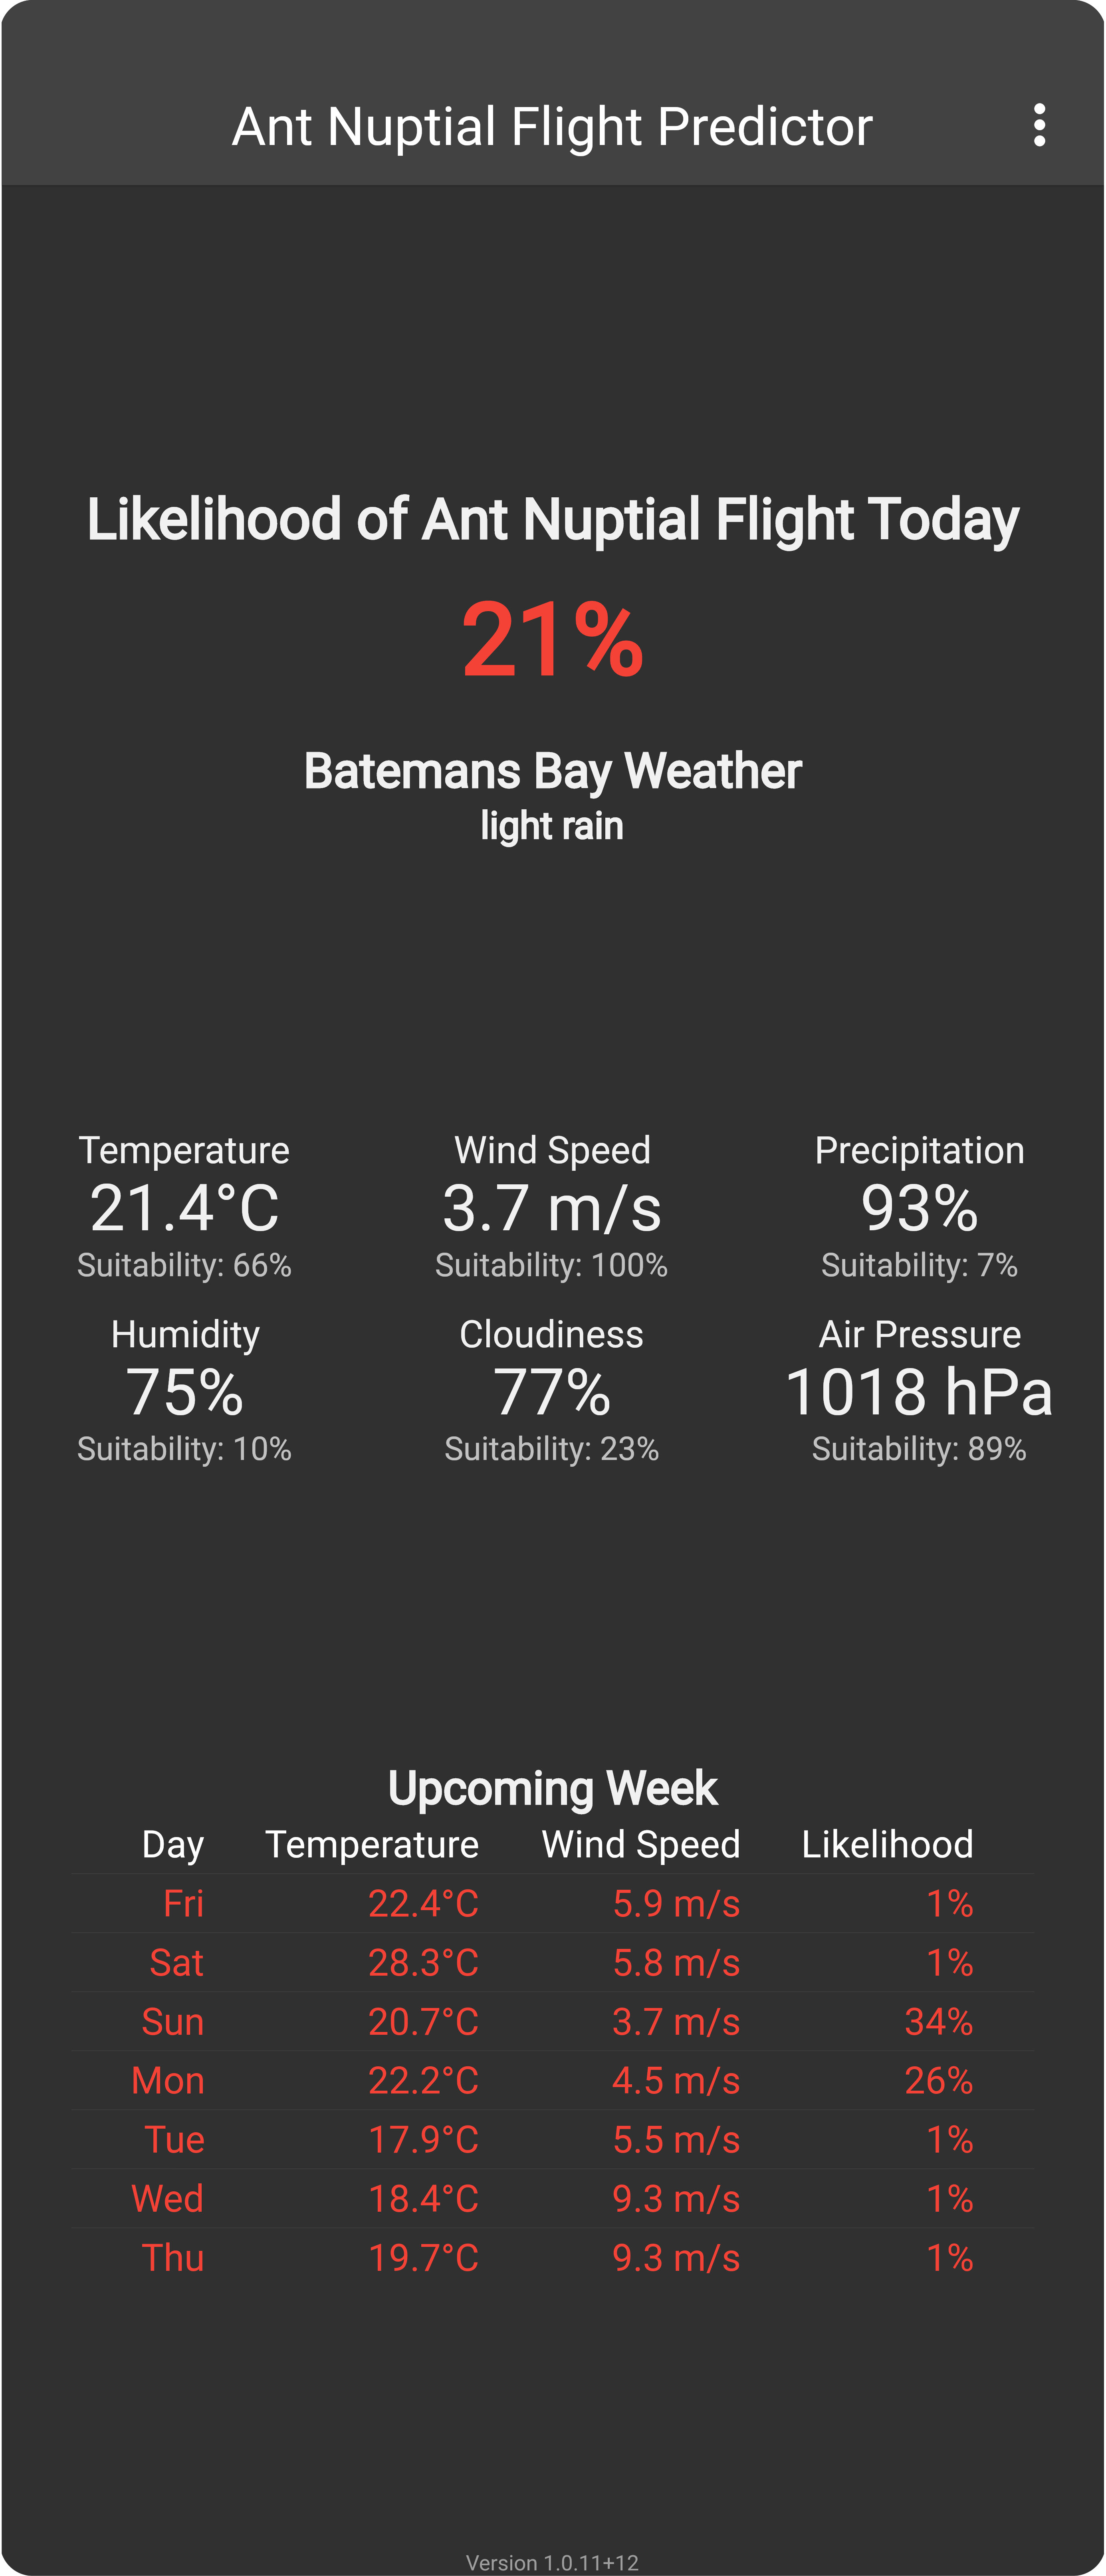 Ant Nuptial Flight Predictor
Likelihood of Ant Nuptial Flight Today
21%
Batemans Bay Weather
light rain
Temperature Wind Speed Precipitation
21.4°C 3.7 m/s 93%
Suitability: 66% Suitability: 100% Suitability: 7%
Humidity Cloudiness Air Pressure
75% 77% 1018 hPa
Suitability: 10% Suitability: 23% Suitability: 89%
Upcoming Week
Day Temperature Wind Speed Likelihood
Fri 22.4°C 5.9 m/s 1%
Sat 28.3°C 5.8 m/s 1%
Sun 20.7°C 3.7 m/s 34%
Mon 22.2°C 4.5 m/s 26%
Tue 17.9°C 5.5 m/s 1%
Wed 18.4°C 9.3 m/s 1%
Thu 19.7°C 9.3 m/s 1%
Version 1.0.11+12